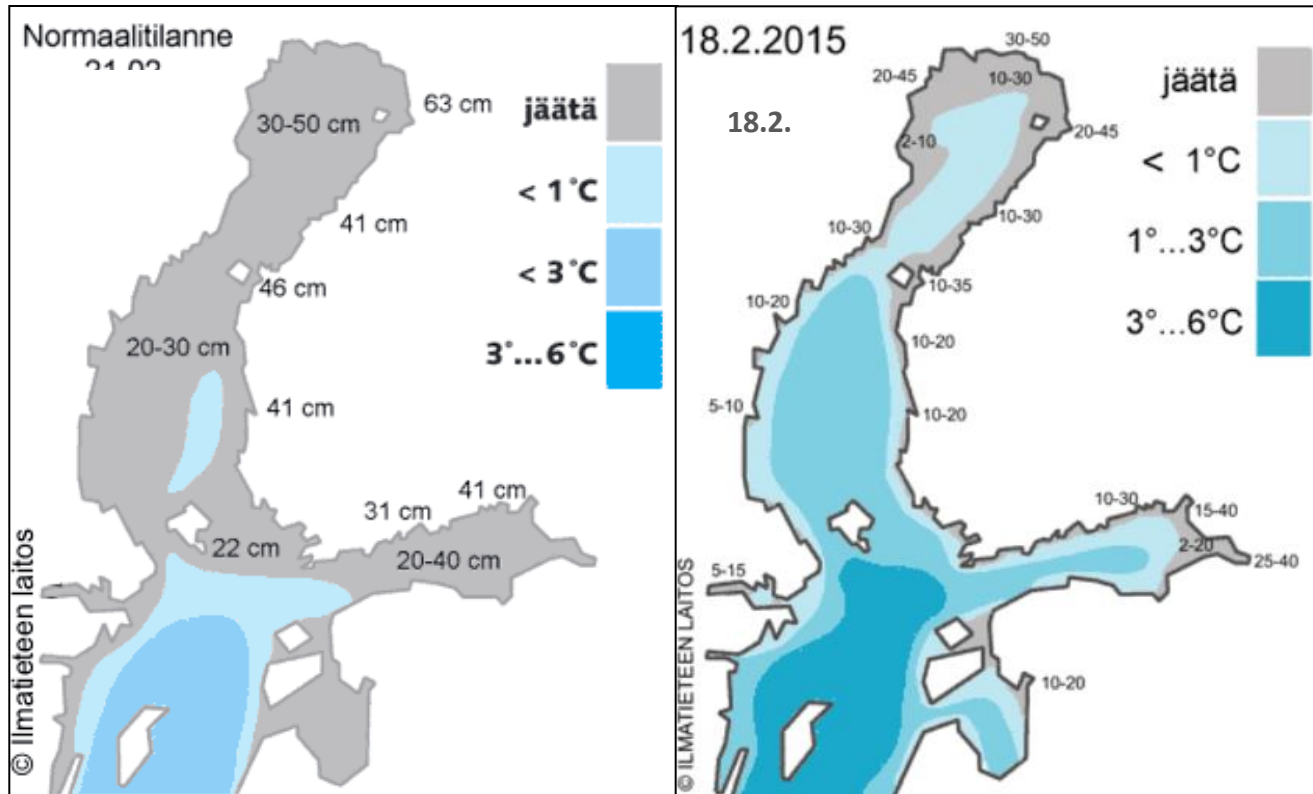 Normaalitilanne
jäätä
63 cm
30-50 cm
< 1°C
41 cm
< 3°C
46 cm
20-30 cm
3°...6°C
41 cm
41 cm
31 cm
22 cm
20-40 cm
© Ilmatieteen laitos
18.2.2015
30-50
20-45
10-30
jäätä
18.2.
20-45
2-10
< 1°C
10-30
10-30
1°...3°C
10-35
10-20
3°...6°C
10-20
5-10
10-20
10-30
15-40
2-20
25-40
5-15
10-20
© ILMATIETEEN LAITOS